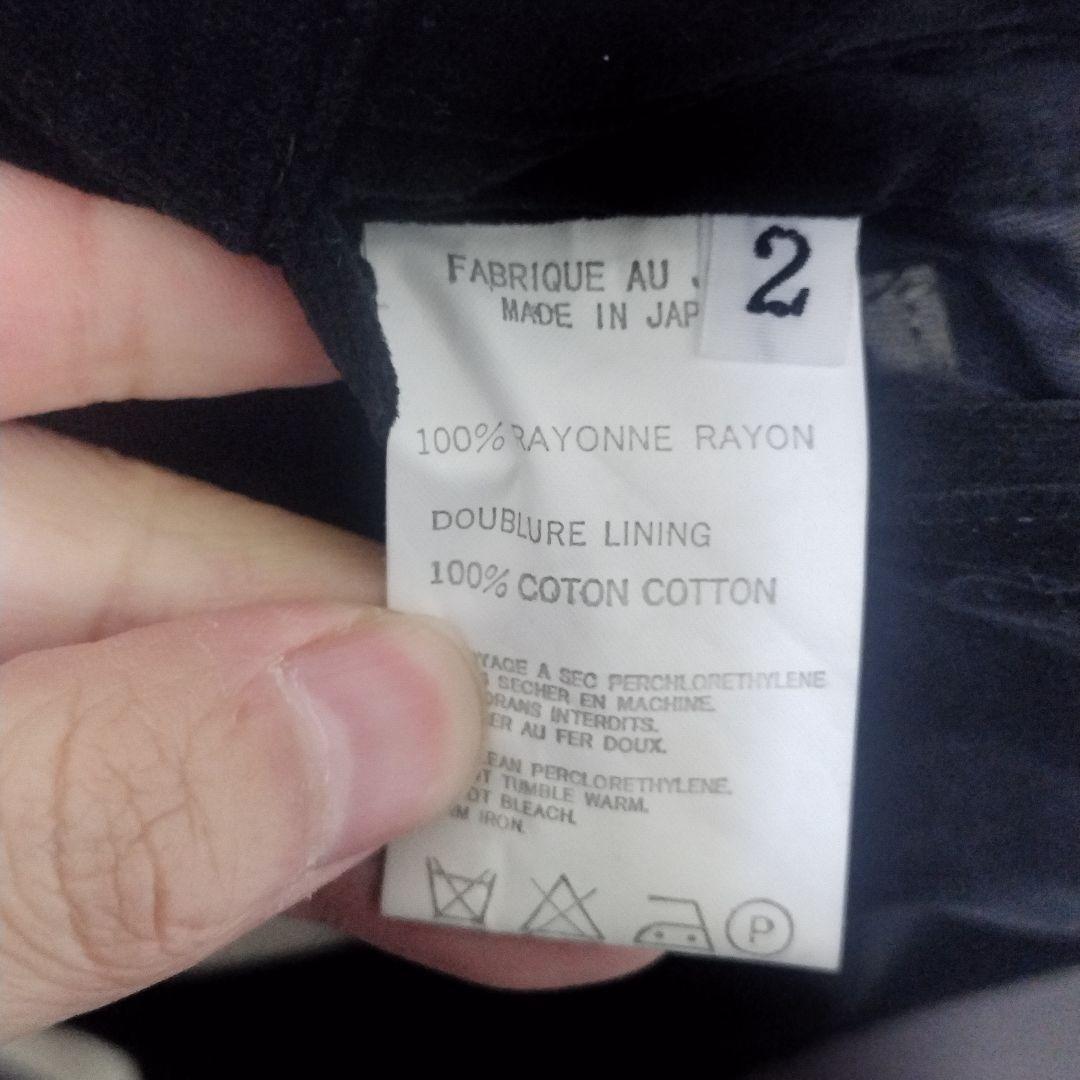 FABRIQUE AU
2
MADE IN JAP
100% RAYONNE RAYON
DOUBLURE LINING
100% COTON COTTON
YAGE A SEC PERCHLORETHYLENE
SECHER EN MACHINE.
ORANS INTERDITS.
ER AU FER DOUX.
EAN PERCLORETHYLENE.
T TUMBLE WARM.
OT BLEACH.
M IRON.
P